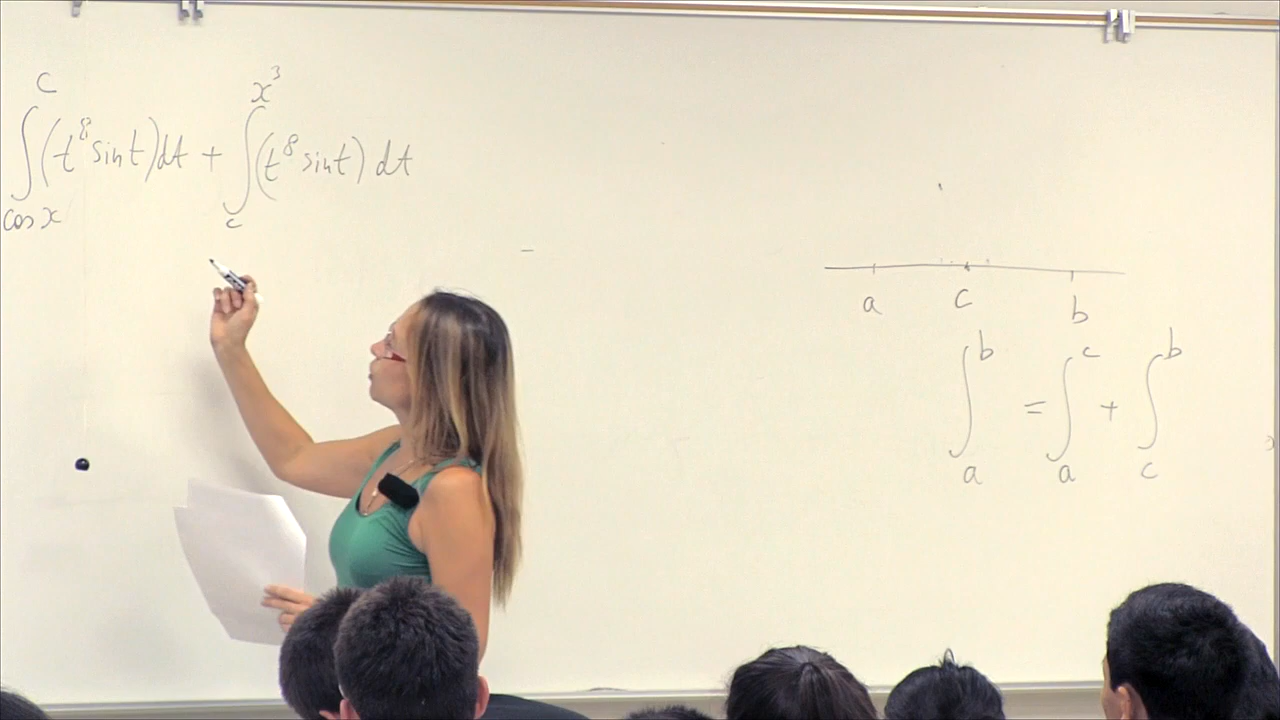 ∫_{cos x}^{c} (t^8 sin t) dt + ∫_{c}^{x^3} (t^8 sin t) dt
a c b
∫_{a}^{b} = ∫_{a}^{c} + ∫_{c}^{b}